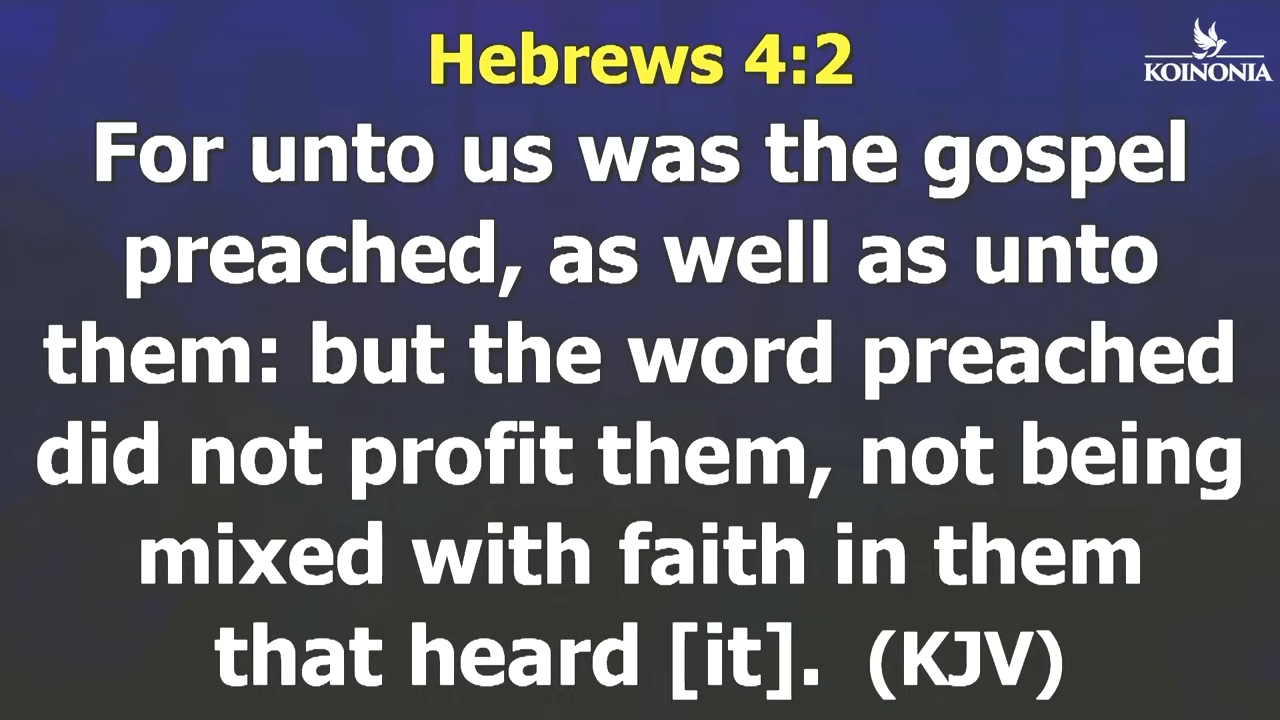 Hebrews 4:2
KOINONIA
For unto us was the gospel
preached, as well as unto
them: but the word preached
did not profit them, not being
mixed with faith in them
that heard [it]. (KJV)